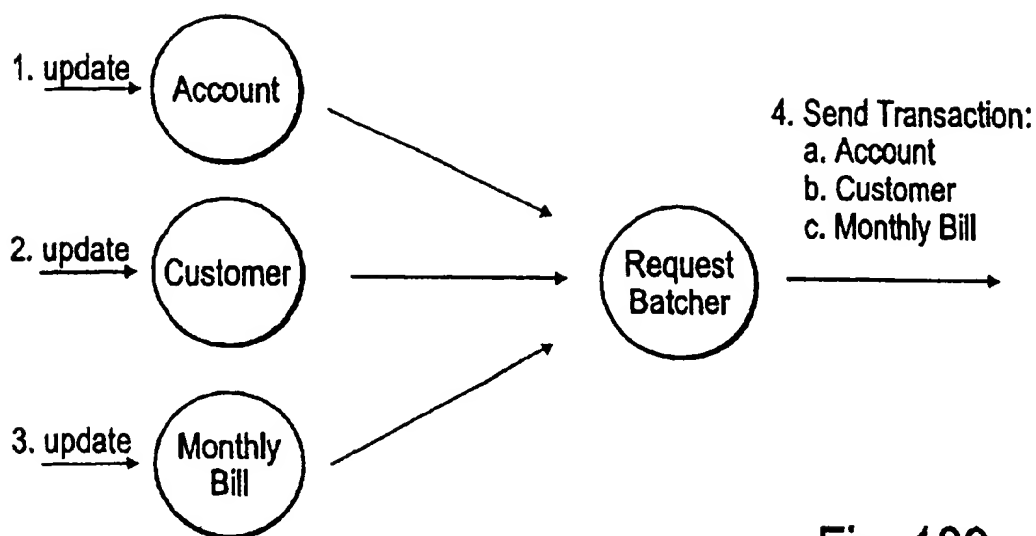 1. update
Account
2. update
Customer
3. update
Monthly
Bill
Request
Batcher
4. Send Transaction:
a. Account
b. Customer
c. Monthly Bill